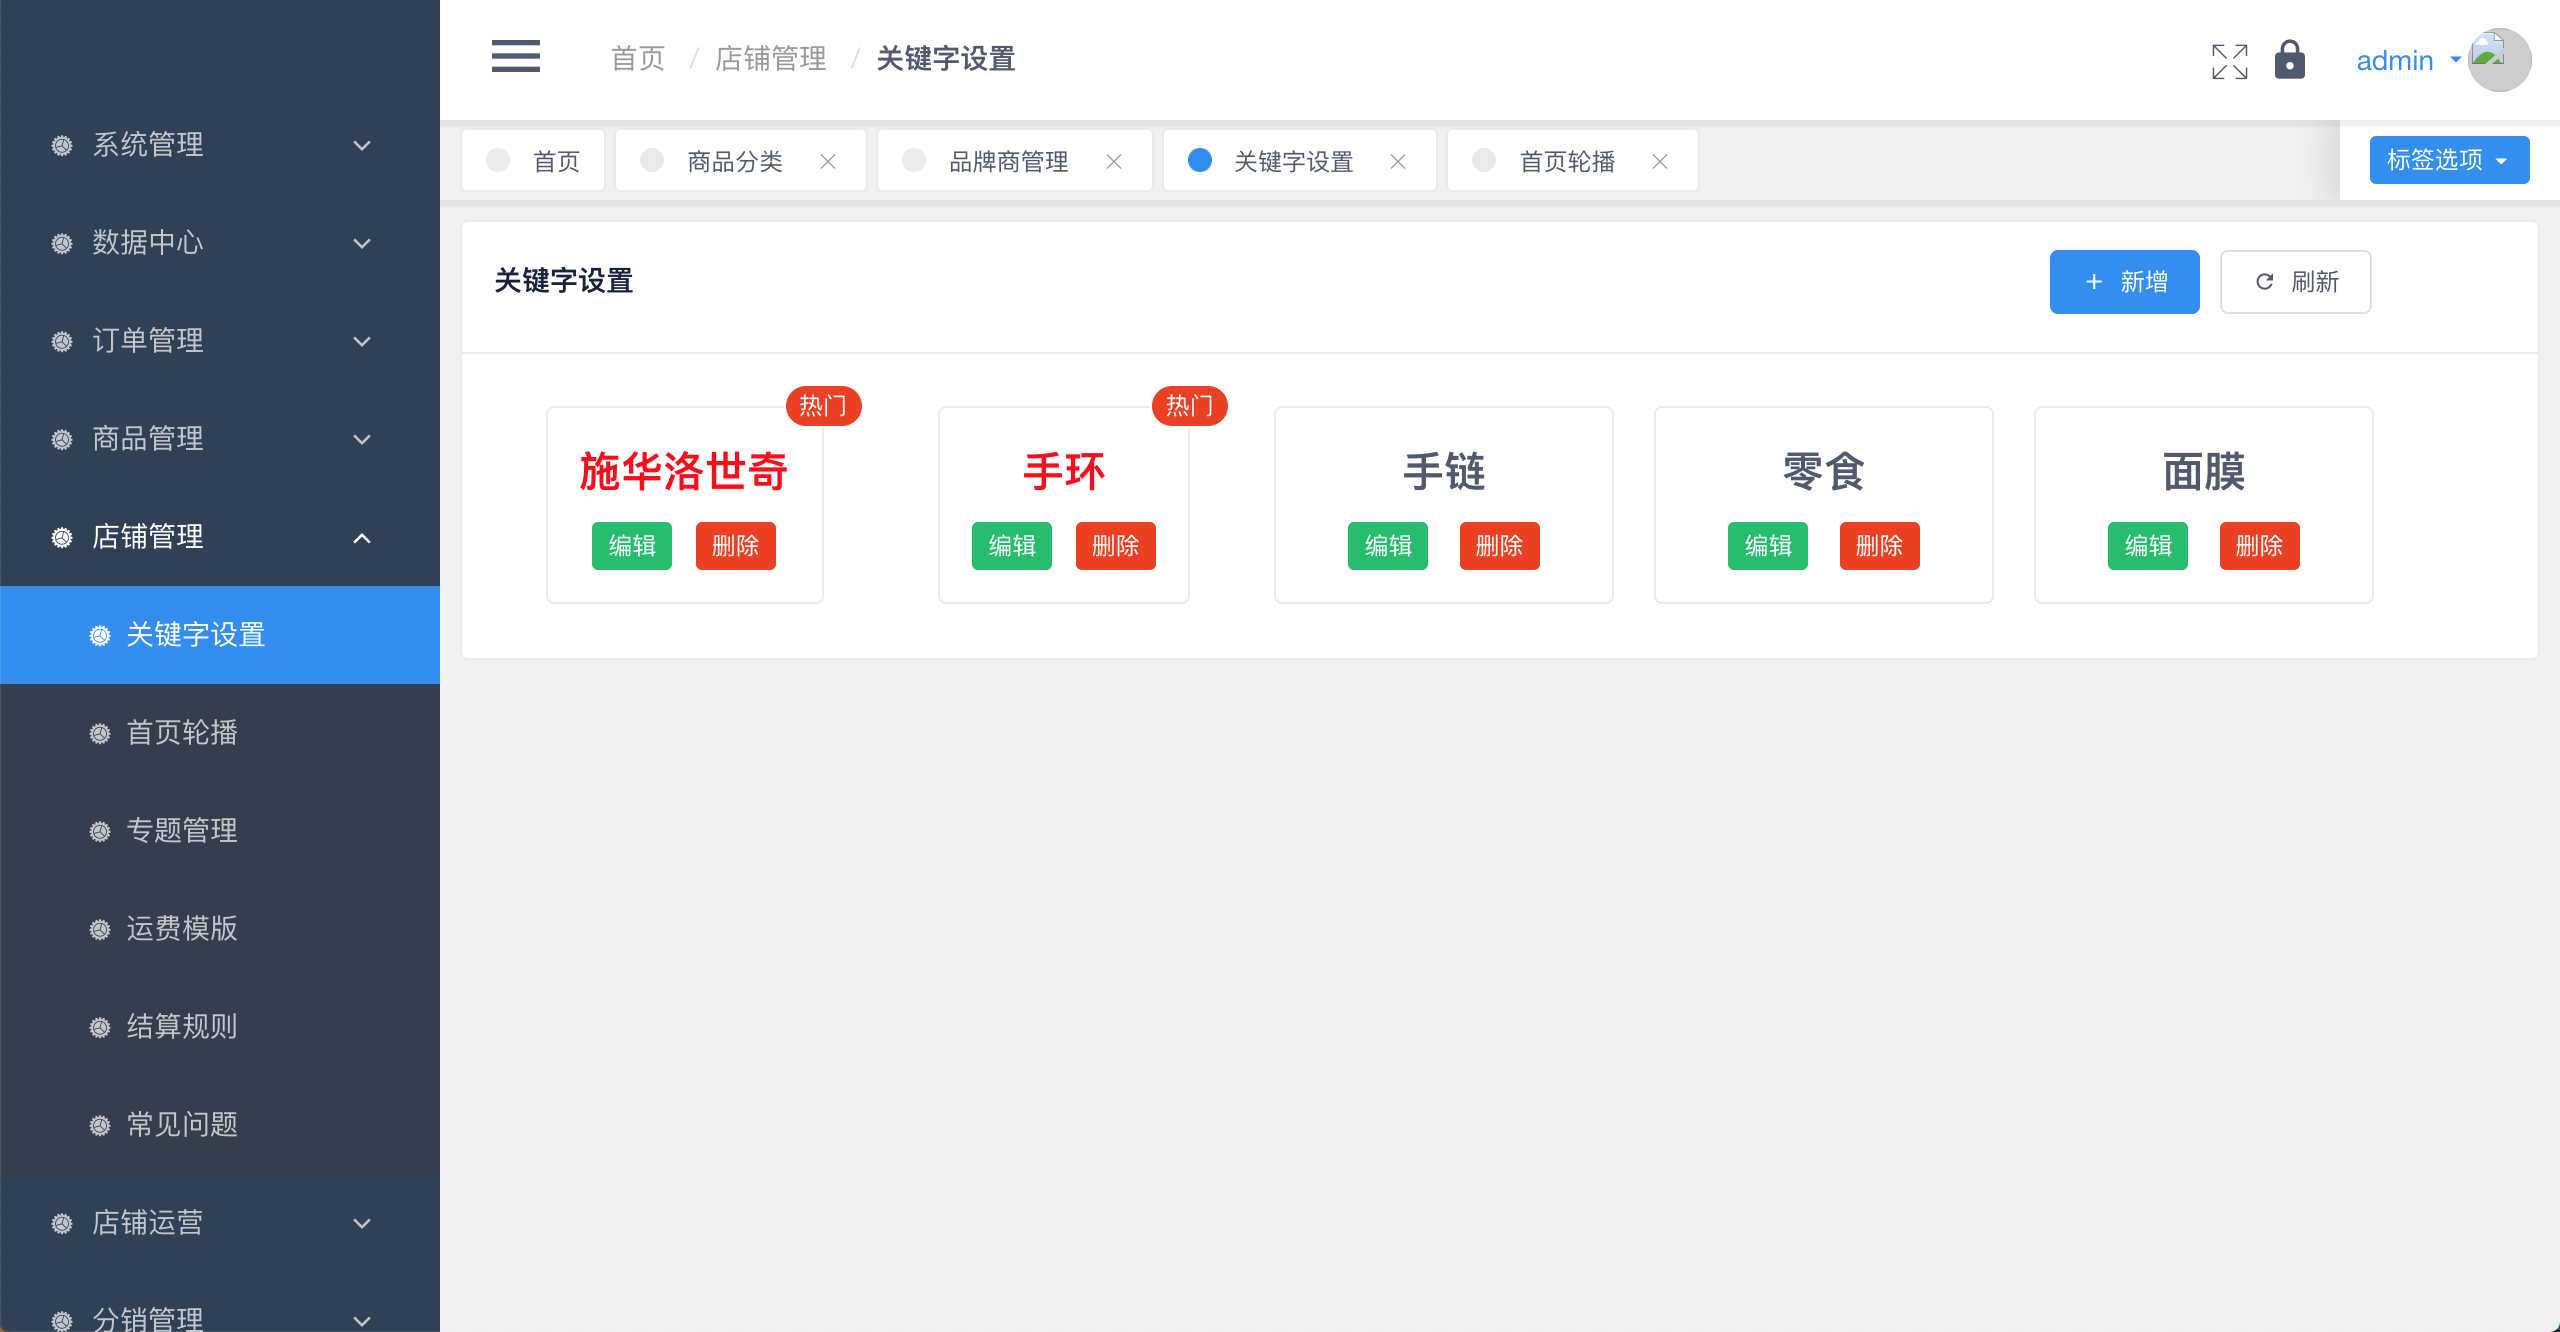 首页 / 店铺管理 / 关键字设置
admin
首页
商品分类
品牌商管理
关键字设置
首页轮播
标签选项
系统管理
数据中心
订单管理
商品管理
店铺管理
关键字设置
首页轮播
专题管理
运费模版
结算规则
常见问题
店铺运营
分销管理
关键字设置
+ 新增
刷新
热门
施华洛世奇
编辑 删除
热门
手环
编辑 删除
手链
编辑 删除
零食
编辑 删除
面膜
编辑 删除